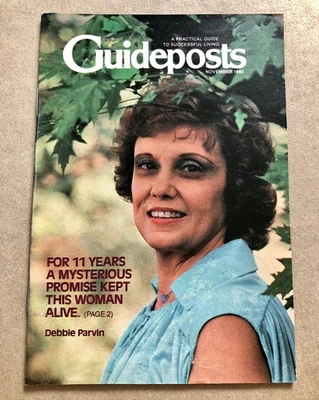 A PRACTICAL GUIDE
TO SUCCESSFUL LIVING
Guideposts
NOVEMBER
FOR 11 YEARS
A MYSTERIOUS
PROMISE KEPT
THIS WOMAN
ALIVE. (PAGE 2)
Debbie Parvin